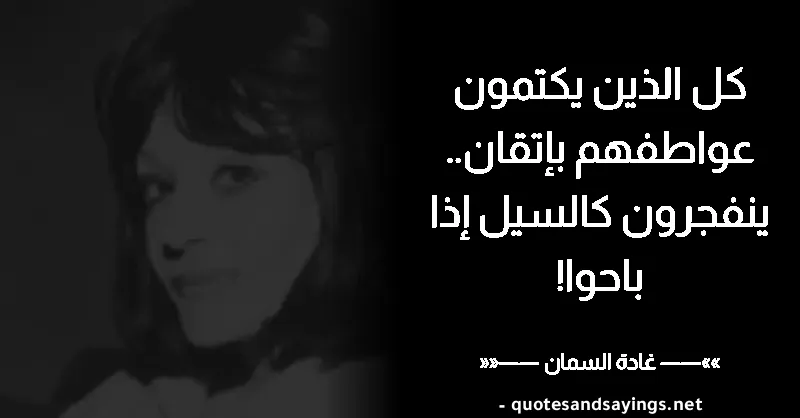 كل الذين يكتمون
عواطفهم بإتقان..
ينفجرون كالسيل إذا
باحوا!
»»—— غادة السمان ——««
- quotesandsayings.net